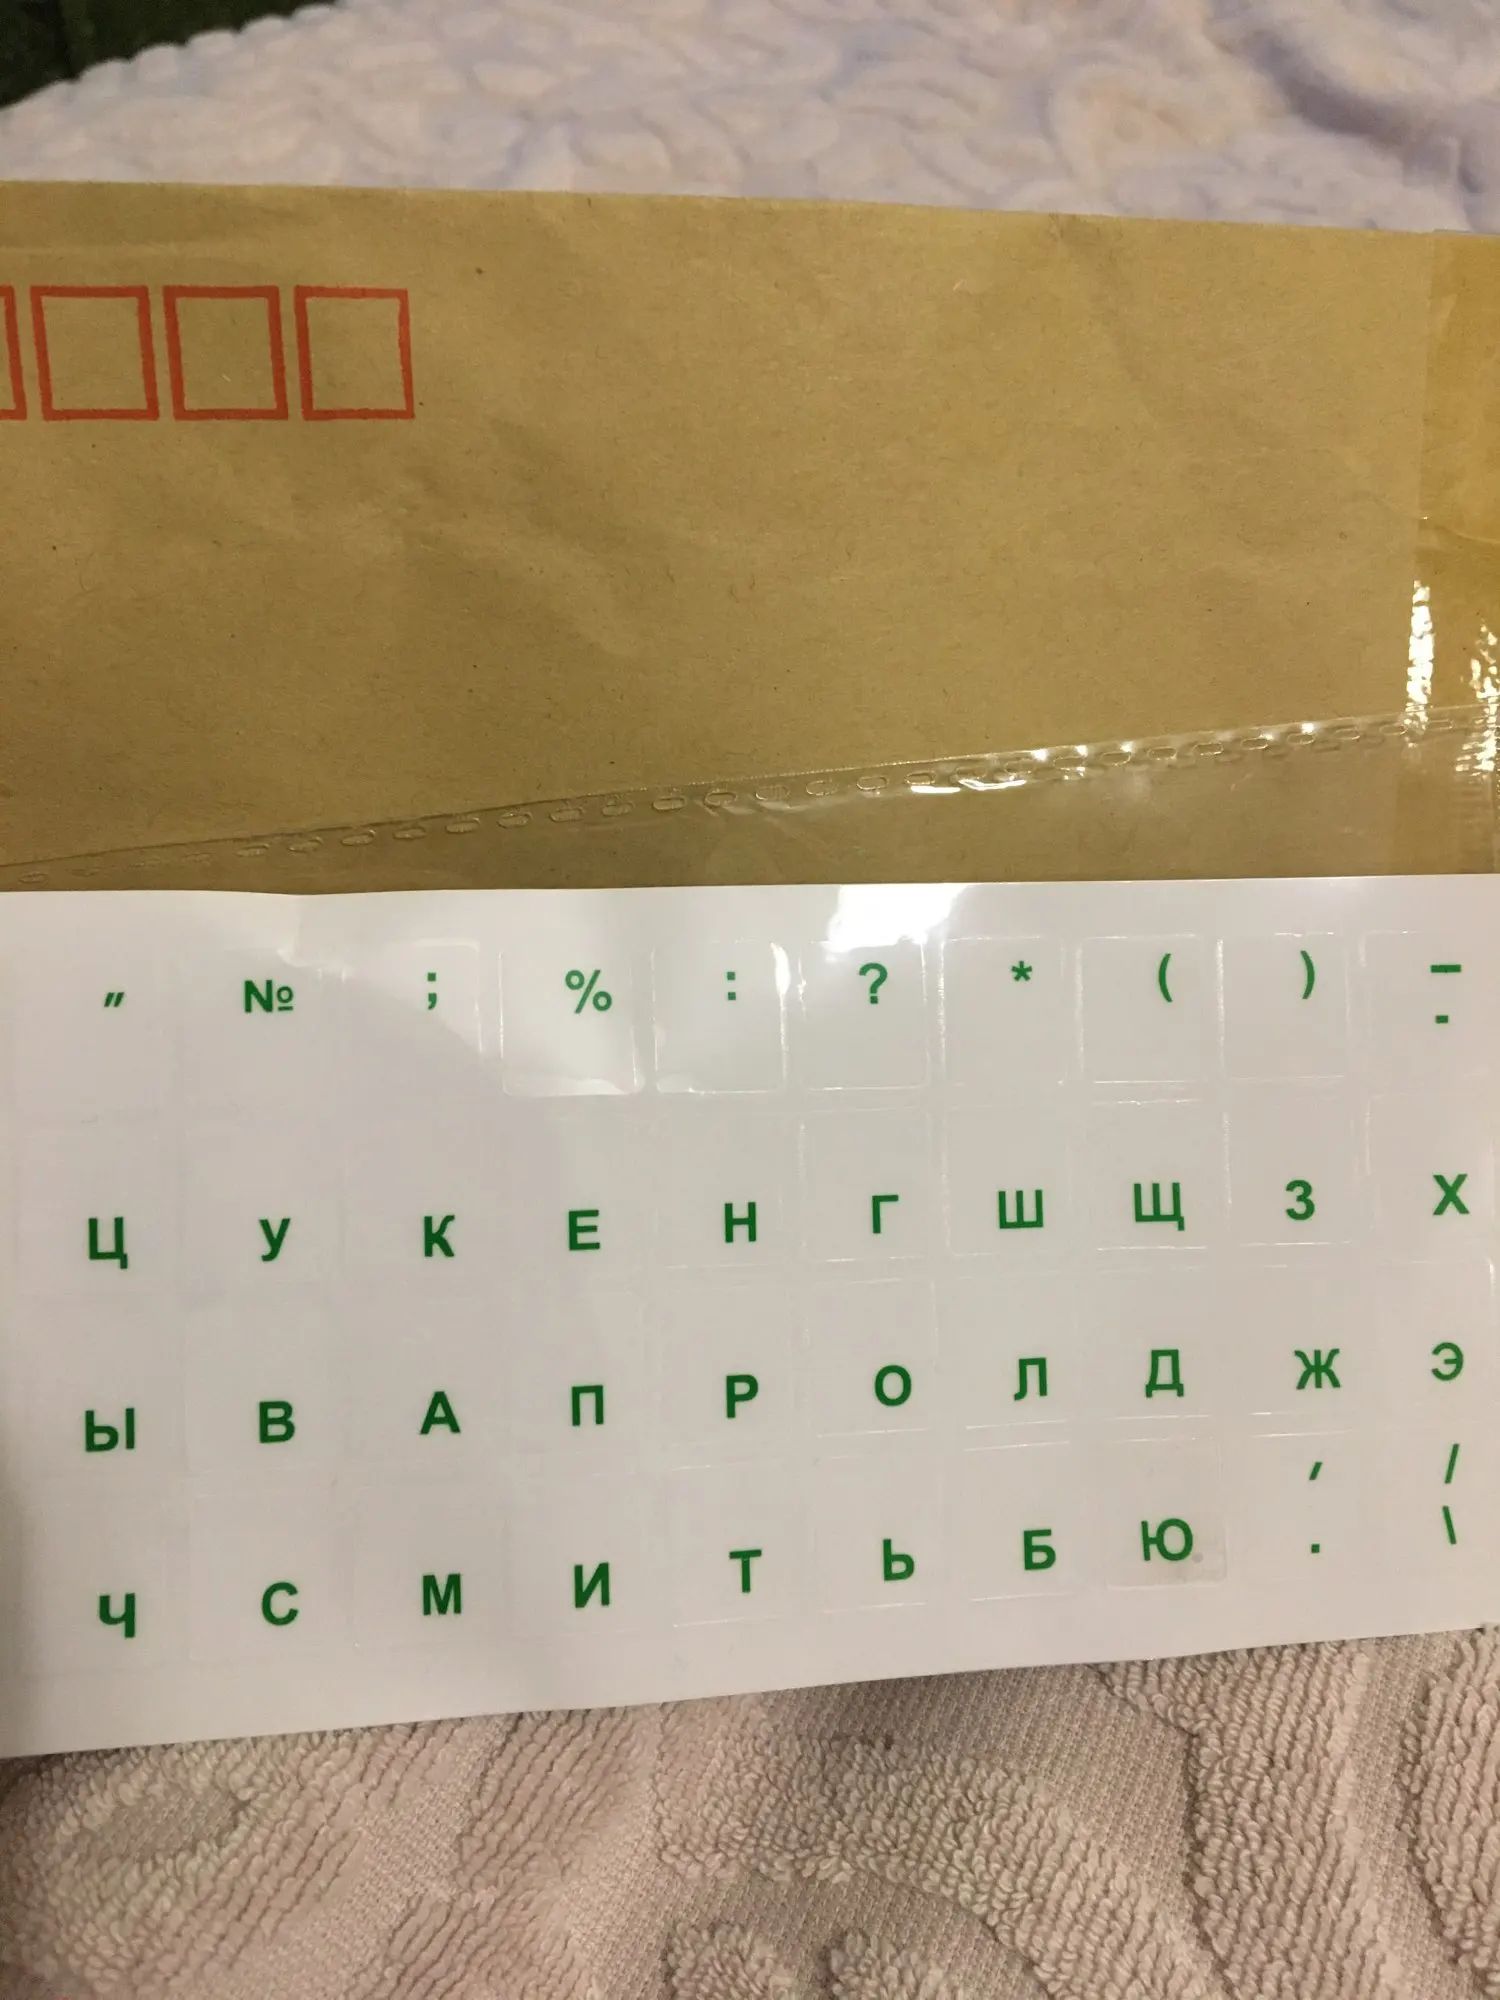 " № ; % : ? * ( ) –
-
Ц У К Е Н Г Ш Щ З Х
Ы В А П Р О Л Д Ж Э
, /
Ч С М И Т Ь Б Ю . \